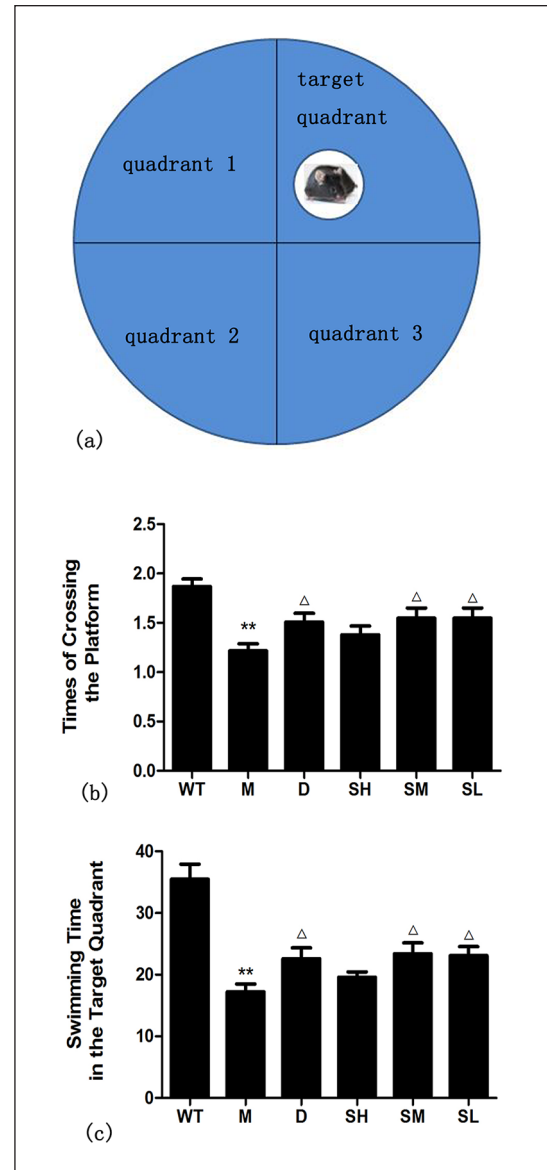 target
quadrant
quadrant 1
quadrant 2
quadrant 3
(a)
Times of Crossing
the Platform
2.5
2.0
1.5
1.0
0.5
0.0
**
△
△
△
WT M D SH SM SL
(b)
Swimming Time
in the Target Quadrant
40
30
20
10
0
**
△
△
△
WT M D SH SM SL
(c)